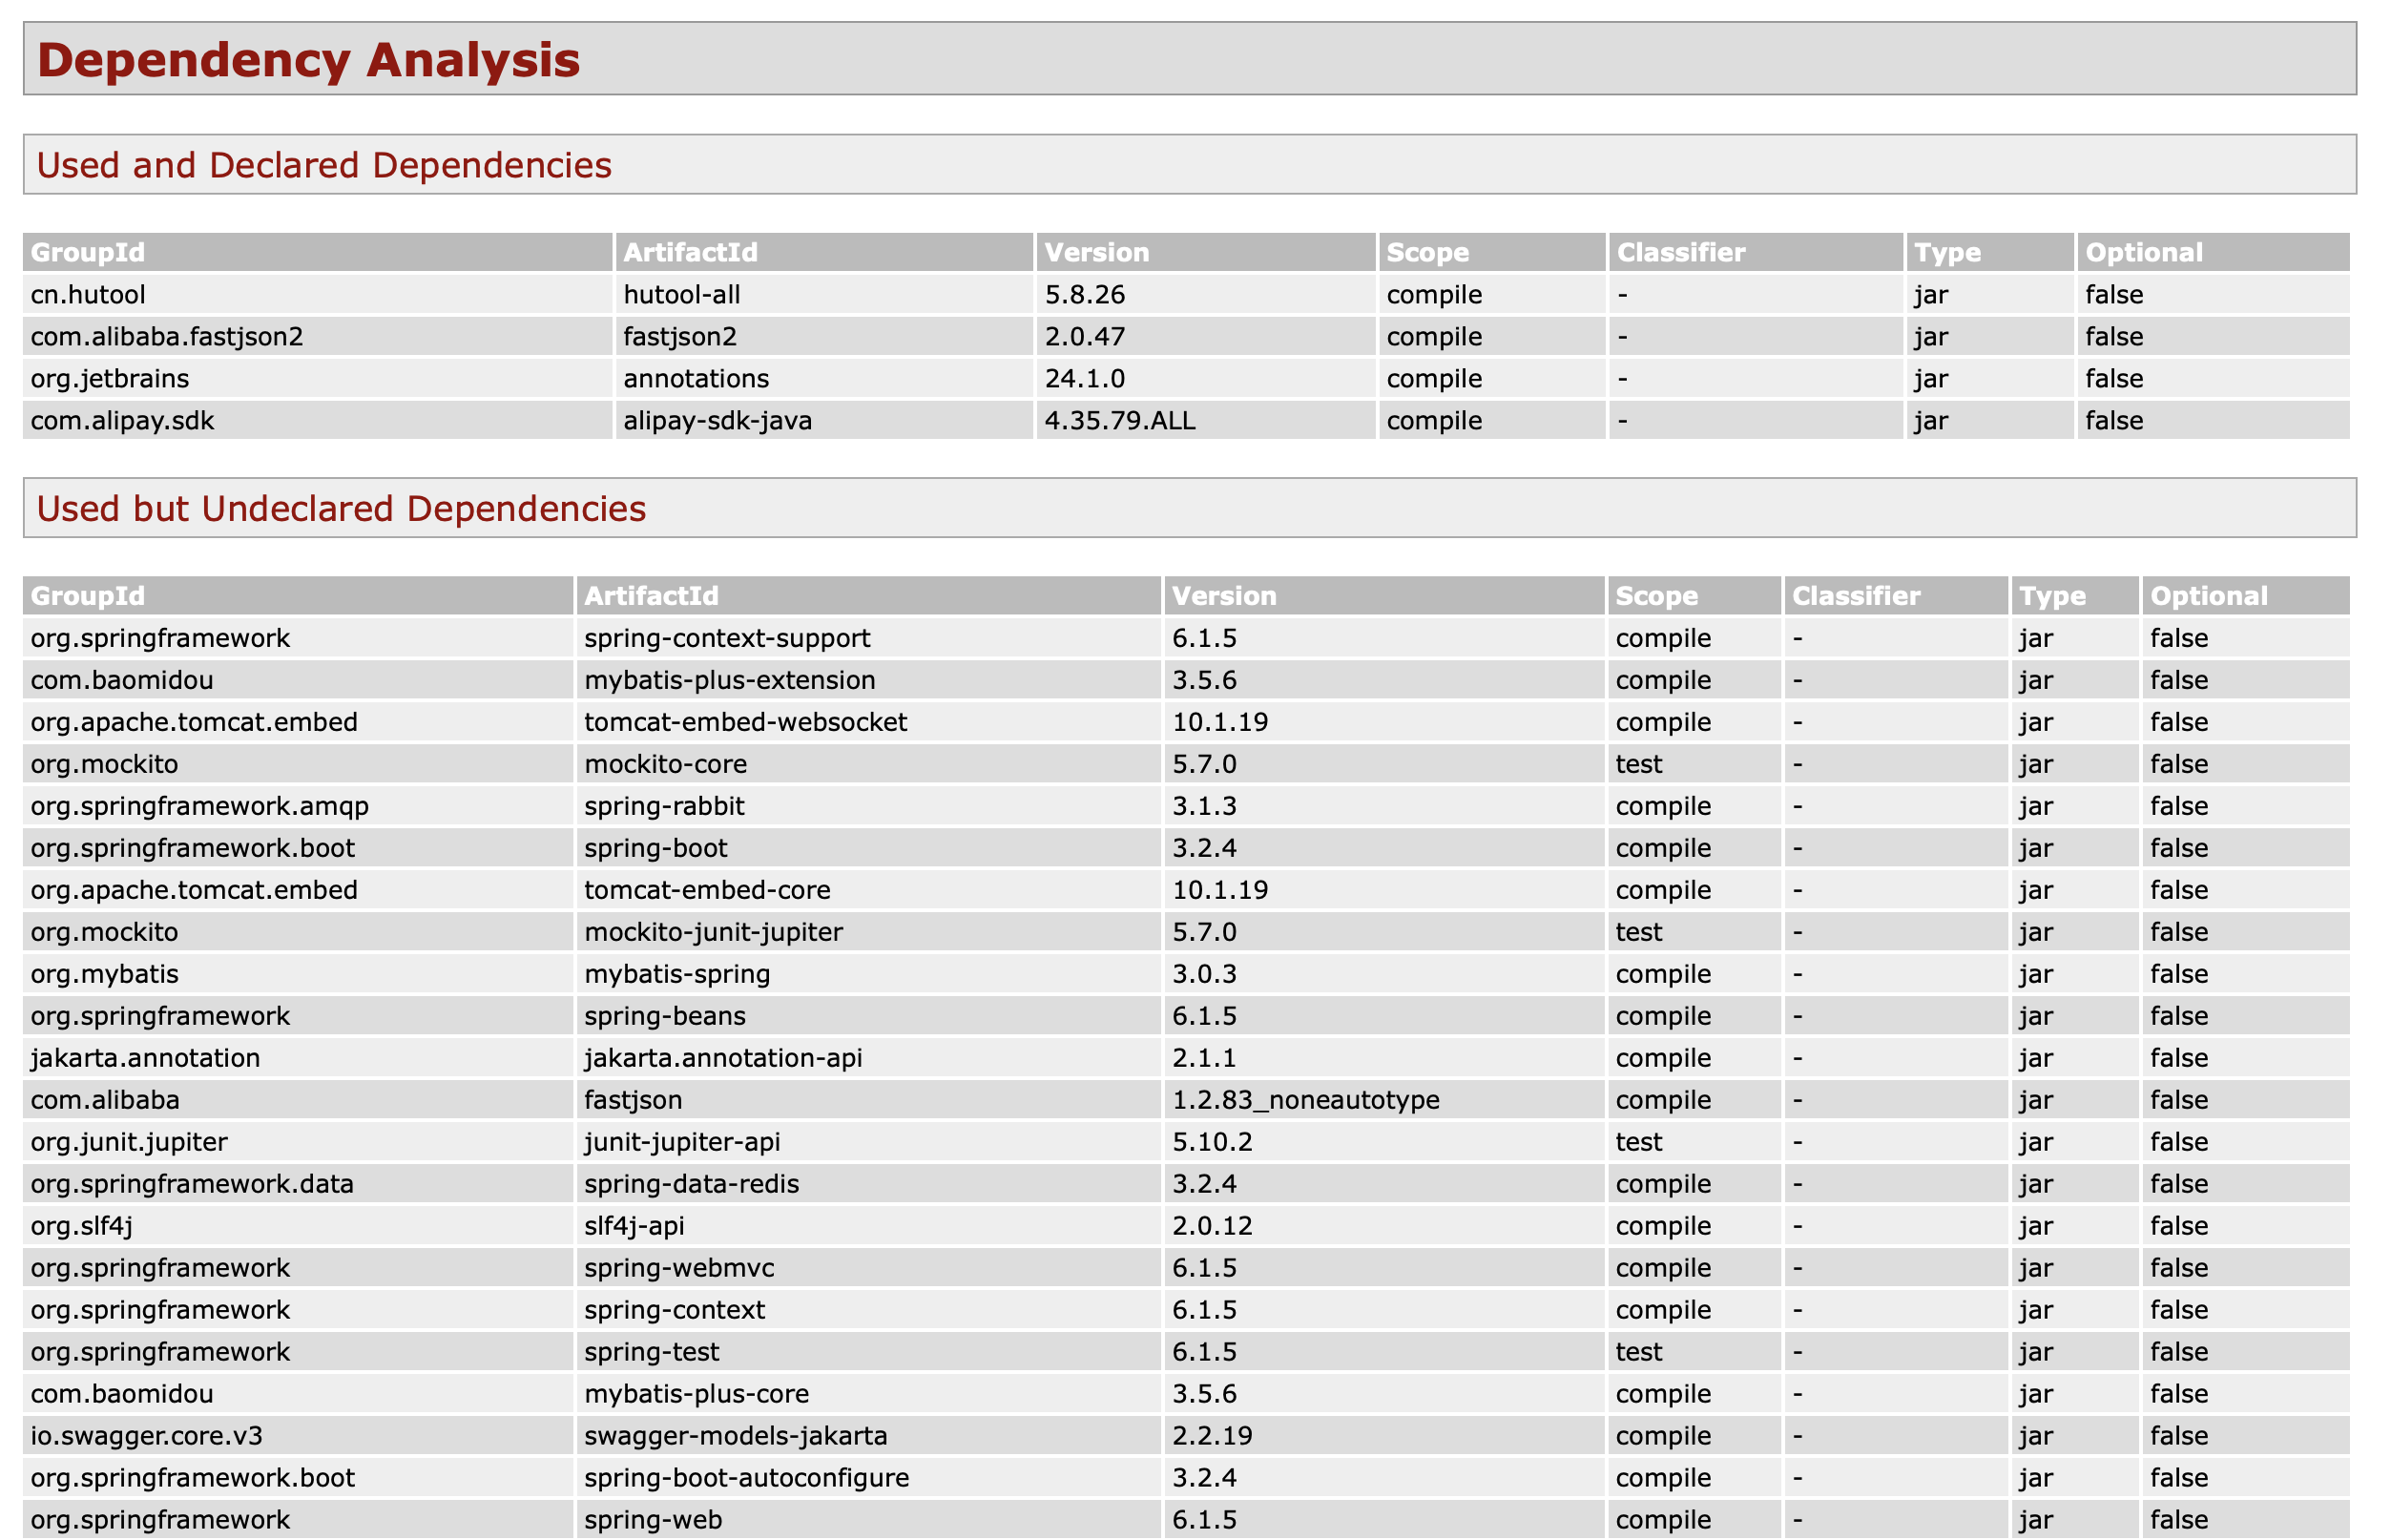 Dependency Analysis
Used and Declared Dependencies
GroupId ArtifactId Version Scope Classifier Type Optional
cn.hutool hutool-all 5.8.26 compile - jar false
com.alibaba.fastjson2 fastjson2 2.0.47 compile - jar false
org.jetbrains annotations 24.1.0 compile - jar false
com.alipay.sdk alipay-sdk-java 4.35.79.ALL compile - jar false
Used but Undeclared Dependencies
GroupId ArtifactId Version Scope Classifier Type Optional
org.springframework spring-context-support 6.1.5 compile - jar false
com.baomidou mybatis-plus-extension 3.5.6 compile - jar false
org.apache.tomcat.embed tomcat-embed-websocket 10.1.19 compile - jar false
org.mockito mockito-core 5.7.0 test - jar false
org.springframework.amqp spring-rabbit 3.1.3 compile - jar false
org.springframework.boot spring-boot 3.2.4 compile - jar false
org.apache.tomcat.embed tomcat-embed-core 10.1.19 compile - jar false
org.mockito mockito-junit-jupiter 5.7.0 test - jar false
org.mybatis mybatis-spring 3.0.3 compile - jar false
org.springframework spring-beans 6.1.5 compile - jar false
jakarta.annotation jakarta.annotation-api 2.1.1 compile - jar false
com.alibaba fastjson 1.2.83_noneautotype compile - jar false
org.junit.jupiter junit-jupiter-api 5.10.2 test - jar false
org.springframework.data spring-data-redis 3.2.4 compile - jar false
org.slf4j slf4j-api 2.0.12 compile - jar false
org.springframework spring-webmvc 6.1.5 compile - jar false
org.springframework spring-context 6.1.5 compile - jar false
org.springframework spring-test 6.1.5 test - jar false
com.baomidou mybatis-plus-core 3.5.6 compile - jar false
io.swagger.core.v3 swagger-models-jakarta 2.2.19 compile - jar false
org.springframework.boot spring-boot-autoconfigure 3.2.4 compile - jar false
org.springframework spring-web 6.1.5 compile - jar false